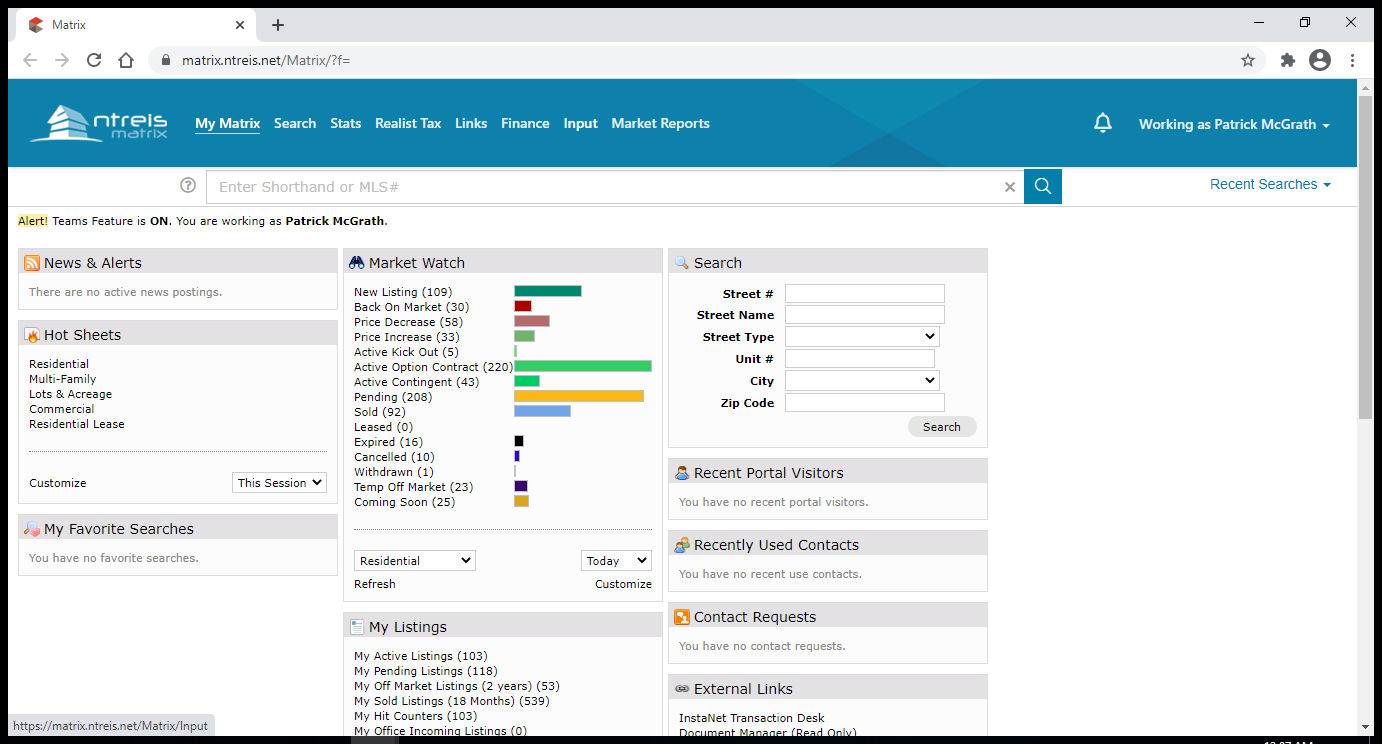 Matrix
matrix.ntreis.net/Matrix/?f=
ntreis
matrix
My Matrix Search Stats Realist Tax Links Finance Input Market Reports
Working as Patrick McGrath
Enter Shorthand or MLS#
Recent Searches
Alert! Teams Feature is ON. You are working as Patrick McGrath.
News & Alerts
There are no active news postings.
Hot Sheets
Residential
Multi-Family
Lots & Acreage
Commercial
Residential Lease
Customize This Session
My Favorite Searches
You have no favorite searches.
Market Watch
New Listing (109)
Back On Market (30)
Price Decrease (58)
Price Increase (33)
Active Kick Out (5)
Active Option Contract (220)
Active Contingent (43)
Pending (208)
Sold (92)
Leased (0)
Expired (16)
Cancelled (10)
Withdrawn (1)
Temp Off Market (23)
Coming Soon (25)
Residential Today
Refresh Customize
My Listings
My Active Listings (103)
My Pending Listings (118)
My Off Market Listings (2 years) (53)
My Sold Listings (18 Months) (539)
My Hit Counters (103)
My Office Incoming Listings (0)
Search
Street #
Street Name
Street Type
Unit #
City
Zip Code
Search
Recent Portal Visitors
You have no recent portal visitors.
Recently Used Contacts
You have no recent use contacts.
Contact Requests
You have no contact requests.
External Links
InstaNet Transaction Desk
Document Manager (Read Only)
https://matrix.ntreis.net/Matrix/Input